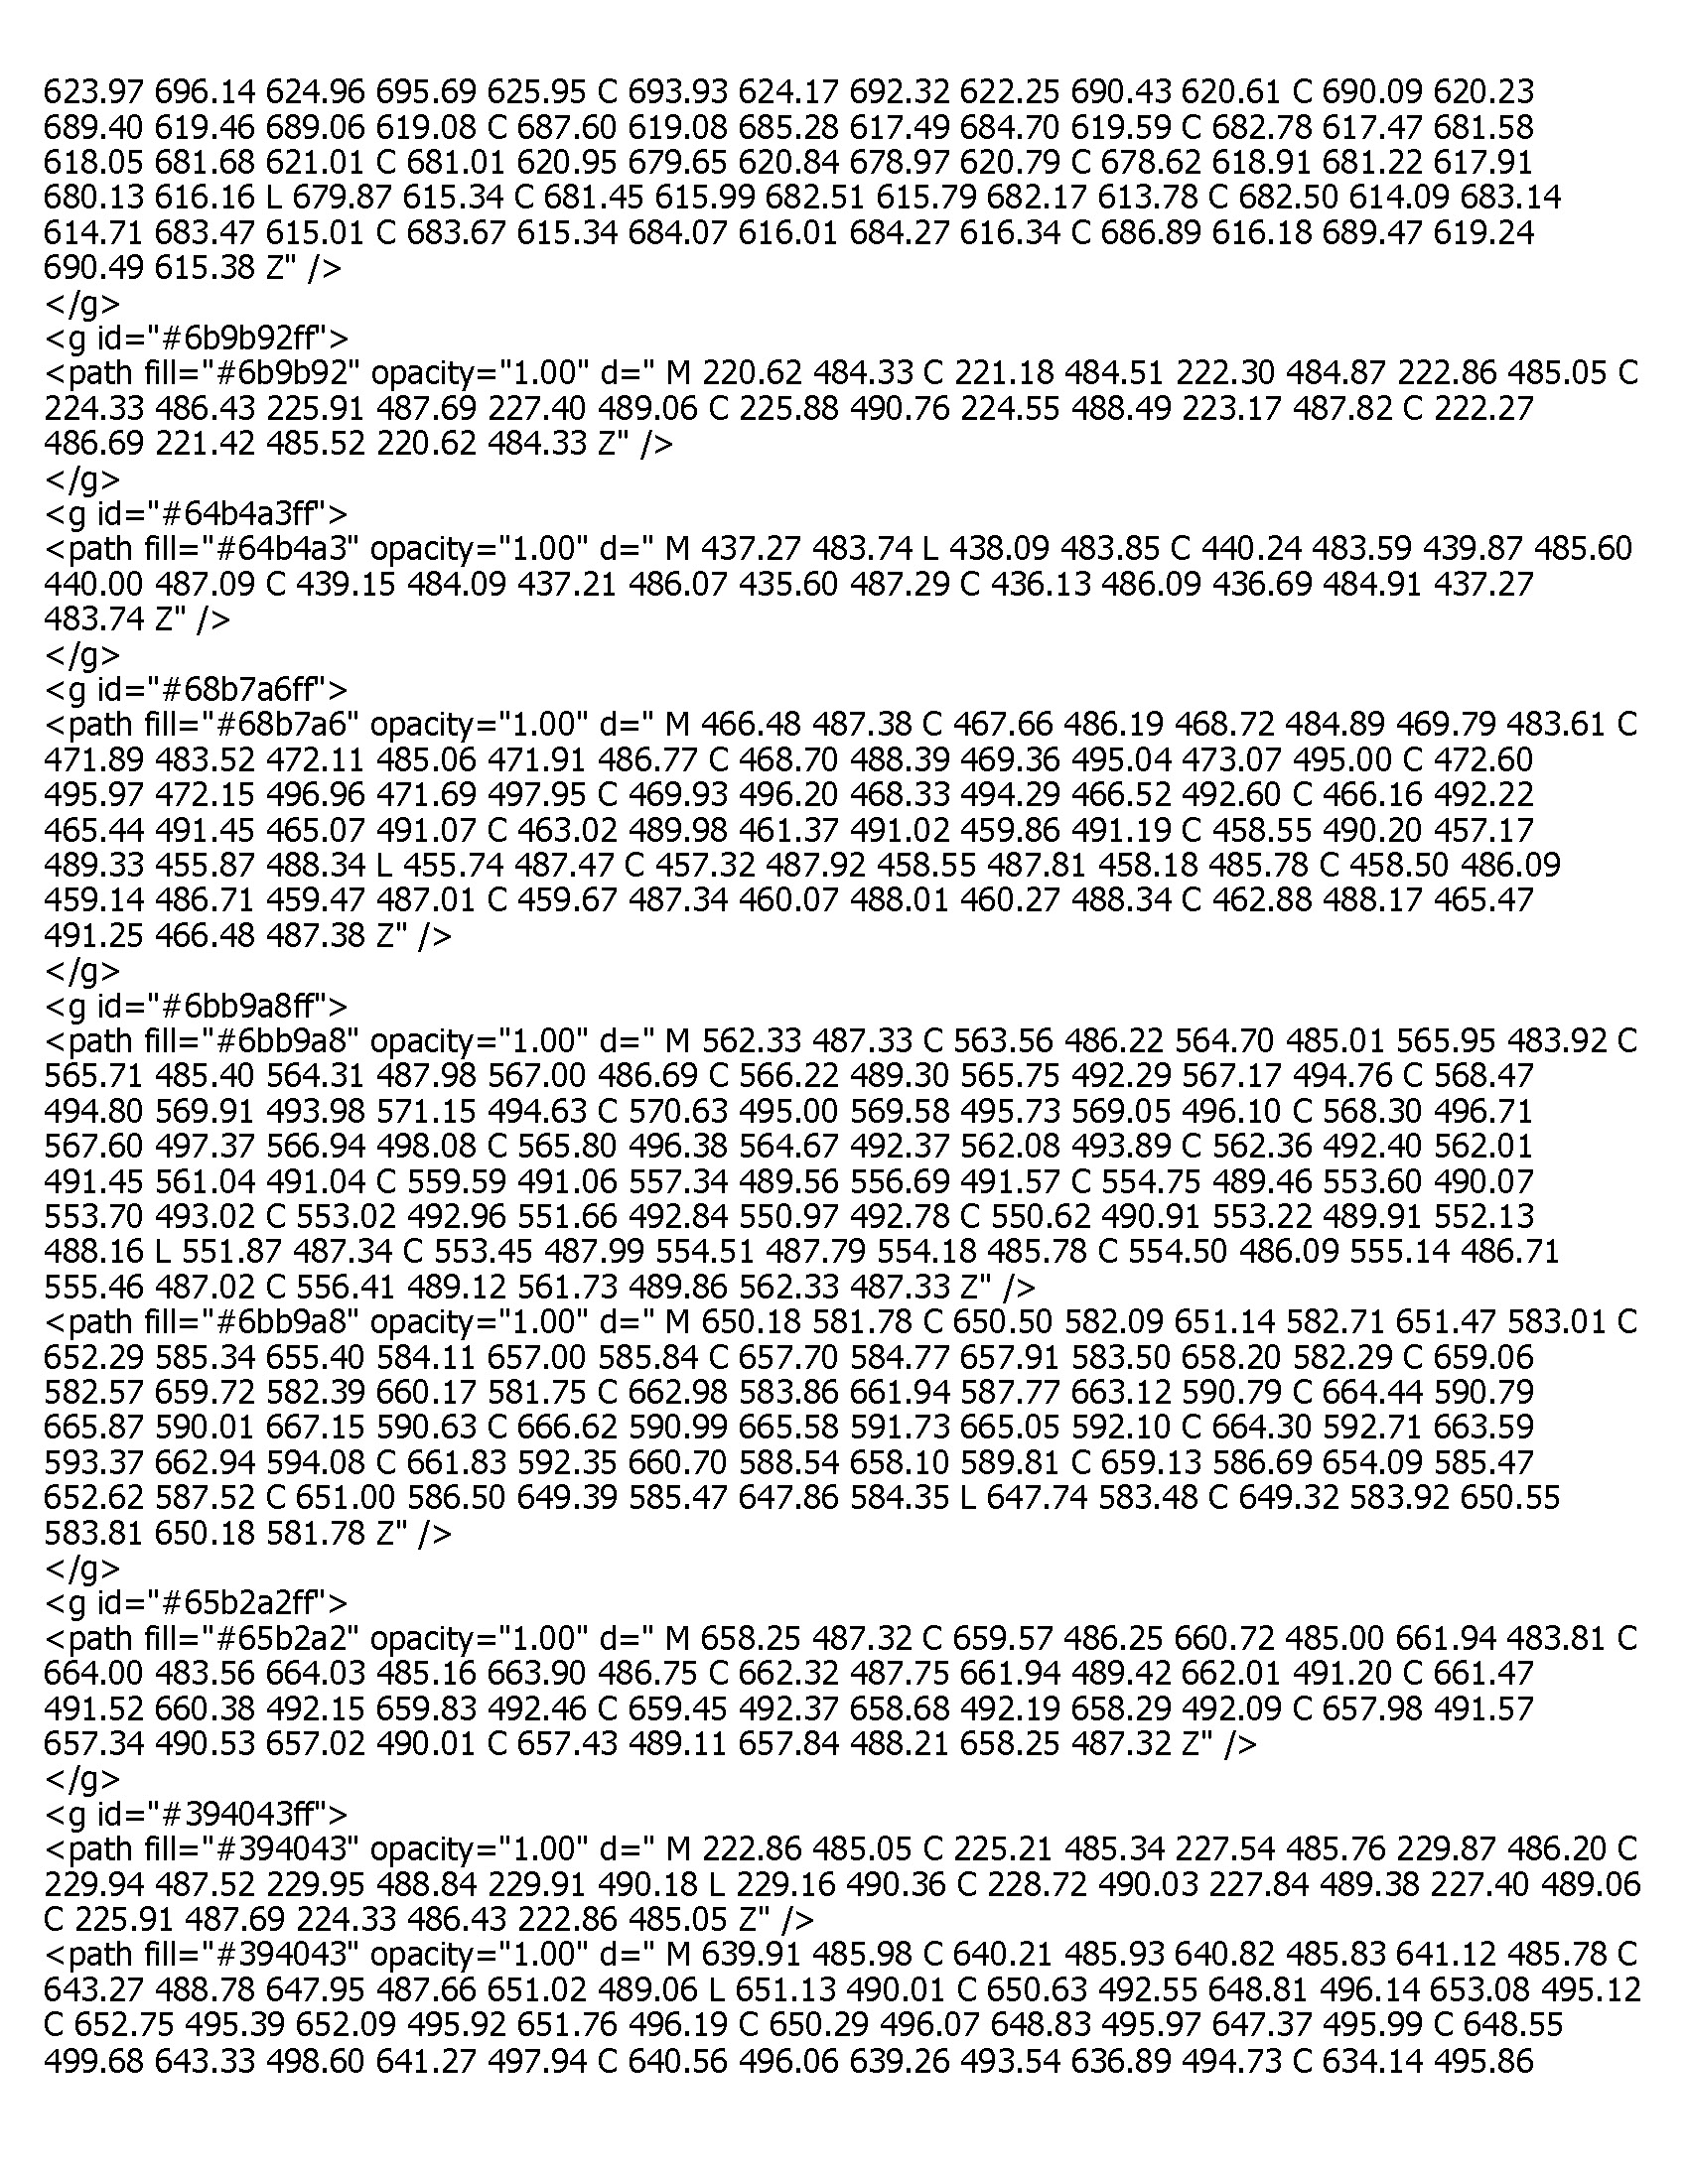 623.97 696.14 624.96 695.69 625.95 C 693.93 624.17 692.32 622.25 690.43 620.61 C 690.09 620.23
689.40 619.46 689.06 619.08 C 687.60 619.08 685.28 617.49 684.70 619.59 C 682.78 617.47 681.58
618.05 681.68 621.01 C 681.01 620.95 679.65 620.84 678.97 620.79 C 678.62 618.91 681.22 617.91
680.13 616.16 L 679.87 615.34 C 681.45 615.99 682.51 615.79 682.17 613.78 C 682.50 614.09 683.14
614.71 683.47 615.01 C 683.67 615.34 684.07 616.01 684.27 616.34 C 686.89 616.18 689.47 619.24
690.49 615.38 Z" />
</g>
<g id="#6b9b92ff">
<path fill="#6b9b92" opacity="1.00" d=" M 220.62 484.33 C 221.18 484.51 222.30 484.87 222.86 485.05 C
224.33 486.43 225.91 487.69 227.40 489.06 C 225.88 490.76 224.55 488.49 223.17 487.82 C 222.27
486.69 221.42 485.52 220.62 484.33 Z" />
</g>
<g id="#64b4a3ff">
<path fill="#64b4a3" opacity="1.00" d=" M 437.27 483.74 L 438.09 483.85 C 440.24 483.59 439.87 485.60
440.00 487.09 C 439.15 484.09 437.21 486.07 435.60 487.29 C 436.13 486.09 436.69 484.91 437.27
483.74 Z" />
</g>
<g id="#68b7a6ff">
<path fill="#68b7a6" opacity="1.00" d=" M 466.48 487.38 C 467.66 486.19 468.72 484.89 469.79 483.61 C
471.89 483.52 472.11 485.06 471.91 486.77 C 468.70 488.39 469.36 495.04 473.07 495.00 C 472.60
495.97 472.15 496.96 471.69 497.95 C 469.93 496.20 468.33 494.29 466.52 492.60 C 466.16 492.22
465.44 491.45 465.07 491.07 C 463.02 489.98 461.37 491.02 459.86 491.19 C 458.55 490.20 457.17
489.33 455.87 488.34 L 455.74 487.47 C 457.32 487.92 458.55 487.81 458.18 485.78 C 458.50 486.09
459.14 486.71 459.47 487.01 C 459.67 487.34 460.07 488.01 460.27 488.34 C 462.88 488.17 465.47
491.25 466.48 487.38 Z" />
</g>
<g id="#6bb9a8ff">
<path fill="#6bb9a8" opacity="1.00" d=" M 562.33 487.33 C 563.56 486.22 564.70 485.01 565.95 483.92 C
565.71 485.40 564.31 487.98 567.00 486.69 C 566.22 489.30 565.75 492.29 567.17 494.76 C 568.47
494.80 569.91 493.98 571.15 494.63 C 570.63 495.00 569.58 495.73 569.05 496.10 C 568.30 496.71
567.60 497.37 566.94 498.08 C 565.80 496.38 564.67 492.37 562.08 493.89 C 562.36 492.40 562.01
491.45 561.04 491.04 C 559.59 491.06 557.34 489.56 556.69 491.57 C 554.75 489.46 553.60 490.07
553.70 493.02 C 553.02 492.96 551.66 492.84 550.97 492.78 C 550.62 490.91 553.22 489.91 552.13
488.16 L 551.87 487.34 C 553.45 487.99 554.51 487.79 554.18 485.78 C 554.50 486.09 555.14 486.71
555.46 487.02 C 556.41 489.12 561.73 489.86 562.33 487.33 Z" />
<path fill="#6bb9a8" opacity="1.00" d=" M 650.18 581.78 C 650.50 582.09 651.14 582.71 651.47 583.01 C
652.29 585.34 655.40 584.11 657.00 585.84 C 657.70 584.77 657.91 583.50 658.20 582.29 C 659.06
582.57 659.72 582.39 660.17 581.75 C 662.98 583.86 661.94 587.77 663.12 590.79 C 664.44 590.79
665.87 590.01 667.15 590.63 C 666.62 590.99 665.58 591.73 665.05 592.10 C 664.30 592.71 663.59
593.37 662.94 594.08 C 661.83 592.35 660.70 588.54 658.10 589.81 C 659.13 586.69 654.09 585.47
652.62 587.52 C 651.00 586.50 649.39 585.47 647.86 584.35 L 647.74 583.48 C 649.32 583.92 650.55
583.81 650.18 581.78 Z" />
</g>
<g id="#65b2a2ff">
<path fill="#65b2a2" opacity="1.00" d=" M 658.25 487.32 C 659.57 486.25 660.72 485.00 661.94 483.81 C
664.00 483.56 664.03 485.16 663.90 486.75 C 662.32 487.75 661.94 489.42 662.01 491.20 C 661.47
491.52 660.38 492.15 659.83 492.46 C 659.45 492.37 658.68 492.19 658.29 492.09 C 657.98 491.57
657.34 490.53 657.02 490.01 C 657.43 489.11 657.84 488.21 658.25 487.32 Z" />
</g>
<g id="#394043ff">
<path fill="#394043" opacity="1.00" d=" M 222.86 485.05 C 225.21 485.34 227.54 485.76 229.87 486.20 C
229.94 487.52 229.95 488.84 229.91 490.18 L 229.16 490.36 C 228.72 490.03 227.84 489.38 227.40 489.06
C 225.91 487.69 224.33 486.43 222.86 485.05 Z" />
<path fill="#394043" opacity="1.00" d=" M 639.91 485.98 C 640.21 485.93 640.82 485.83 641.12 485.78 C
643.27 488.78 647.95 487.66 651.02 489.06 L 651.13 490.01 C 650.63 492.55 648.81 496.14 653.08 495.12
C 652.75 495.39 652.09 495.92 651.76 496.19 C 650.29 496.07 648.83 495.97 647.37 495.99 C 648.55
499.68 643.33 498.60 641.27 497.94 C 640.56 496.06 639.26 493.54 636.89 494.73 C 634.14 495.86